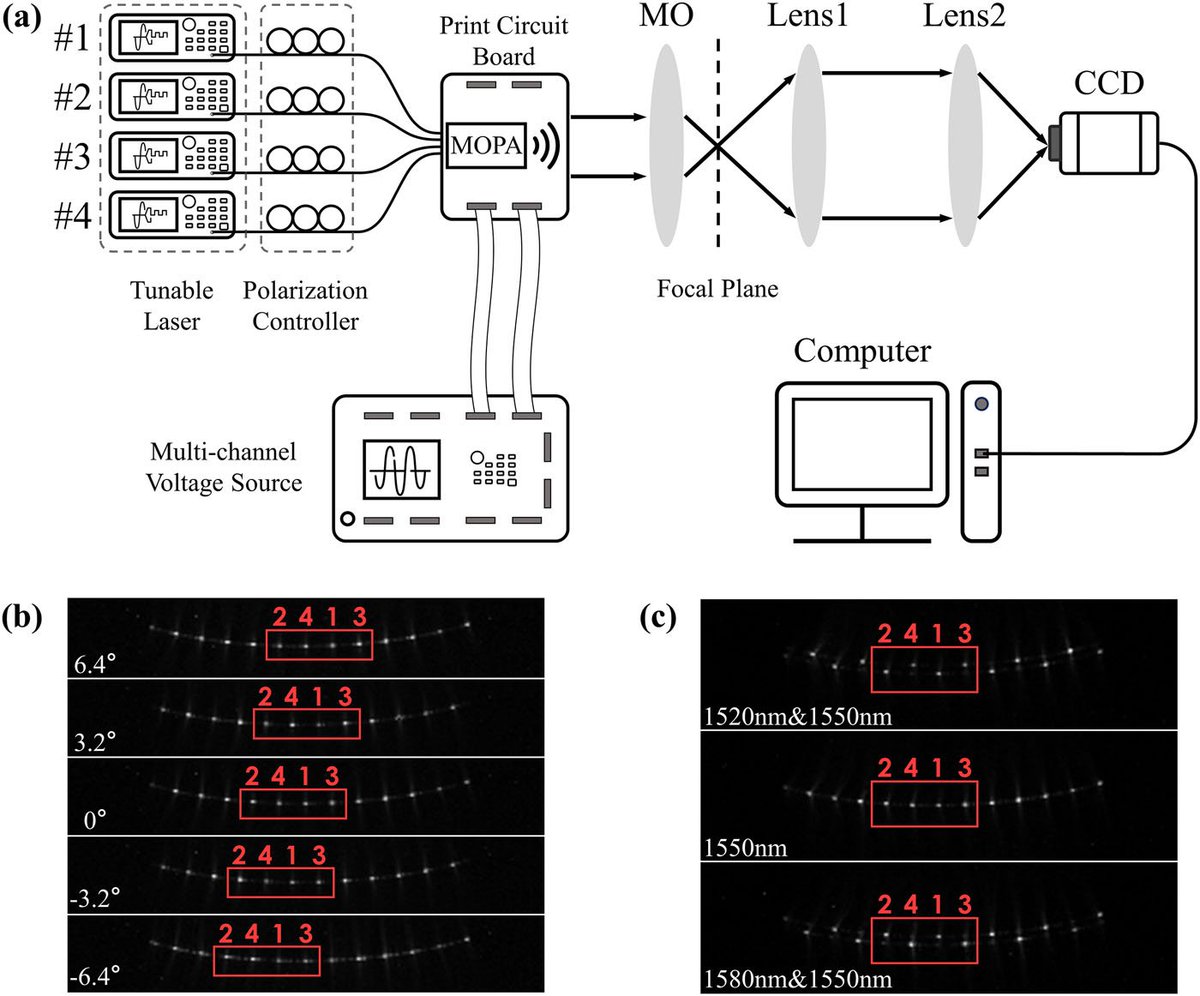 (a)
#1
#2
#3
#4
Tunable
Laser
Polarization
Controller
Print Circuit
Board
MOPA
MO
Lens1
Lens2
CCD
Focal Plane
Multi-channel
Voltage Source
Computer
(b)
2 4 1 3
6.4°
2 4 1 3
3.2°
2 4 1 3
0°
2 4 1 3
-3.2°
2 4 1 3
-6.4°
(c)
2 4 1 3
1520nm&1550nm
2 4 1 3
1550nm
2 4 1 3
1580nm&1550nm